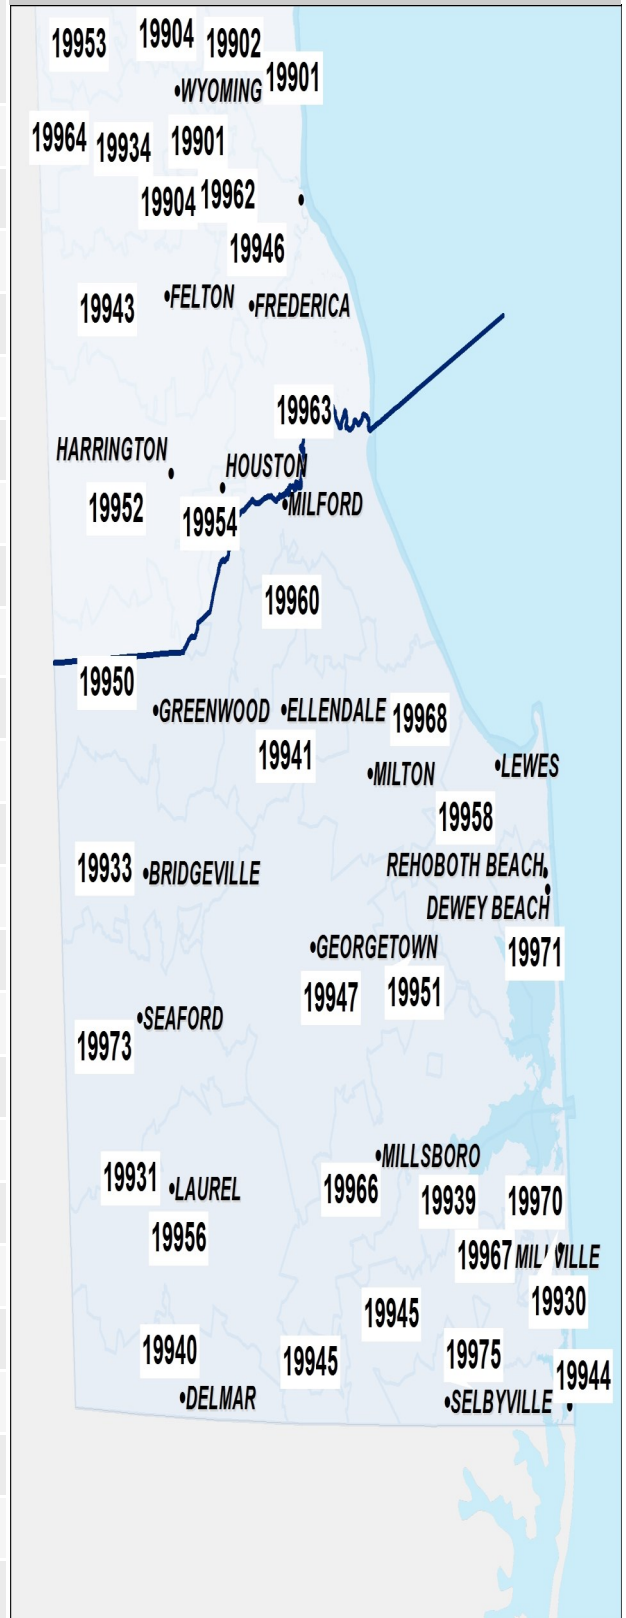 19953
19904
19902
19901
WYOMING
19964
19934
19901
19904
19962
19946
FELTON
FREDERICA
19943
19963
HARRINGTON
HOUSTON
19952
19954
MILFORD
19960
19950
GREENWOOD
ELLENDALE
19968
19941
MILTON
LEWES
19958
19933
BRIDGEVILLE
REHOBOTH BEACH
DEWEY BEACH
GEORGETOWN
19971
19947
19951
SEAFORD
19973
MILLSBORO
19931
LAUREL
19966
19939
19970
19956
19967
19930
19945
19940
19945
19975
19944
DELMAR
SELBYVILLE